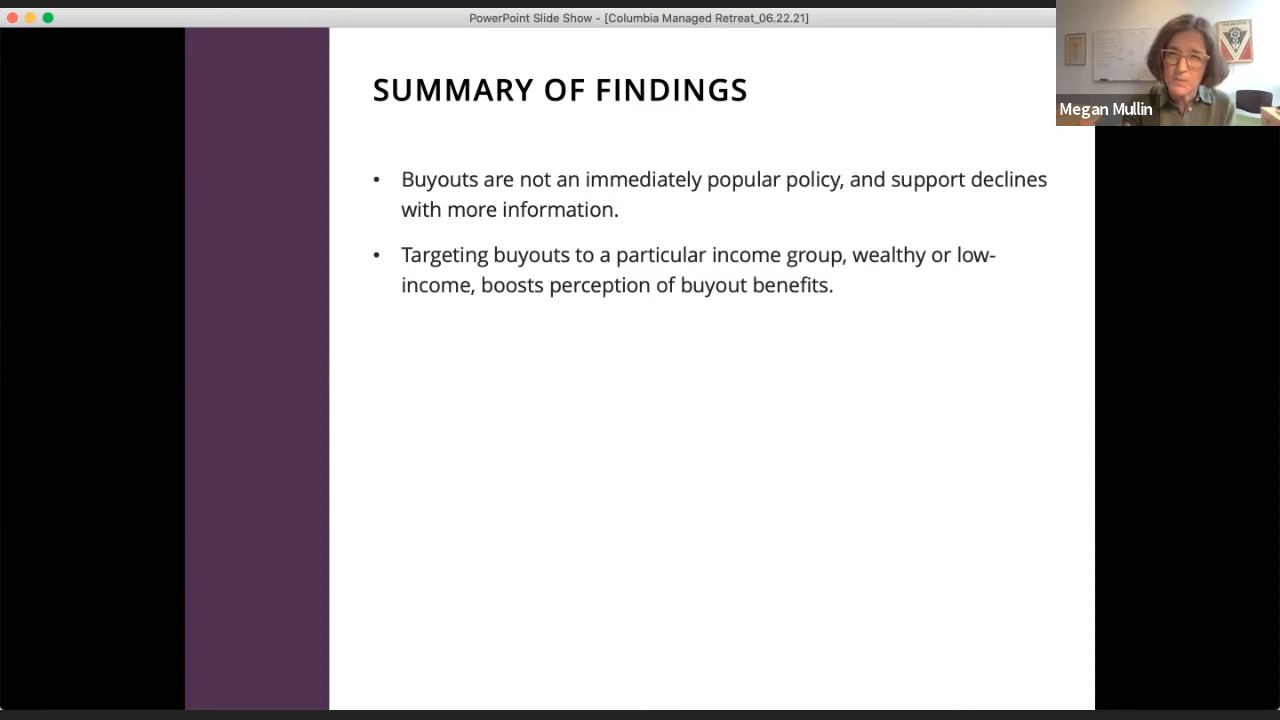 PowerPoint Slide Show - [Columbia Managed Retreat_06.22.21]
Megan Mullin
SUMMARY OF FINDINGS
• Buyouts are not an immediately popular policy, and support declines
with more information.
• Targeting buyouts to a particular income group, wealthy or low-
income, boosts perception of buyout benefits.